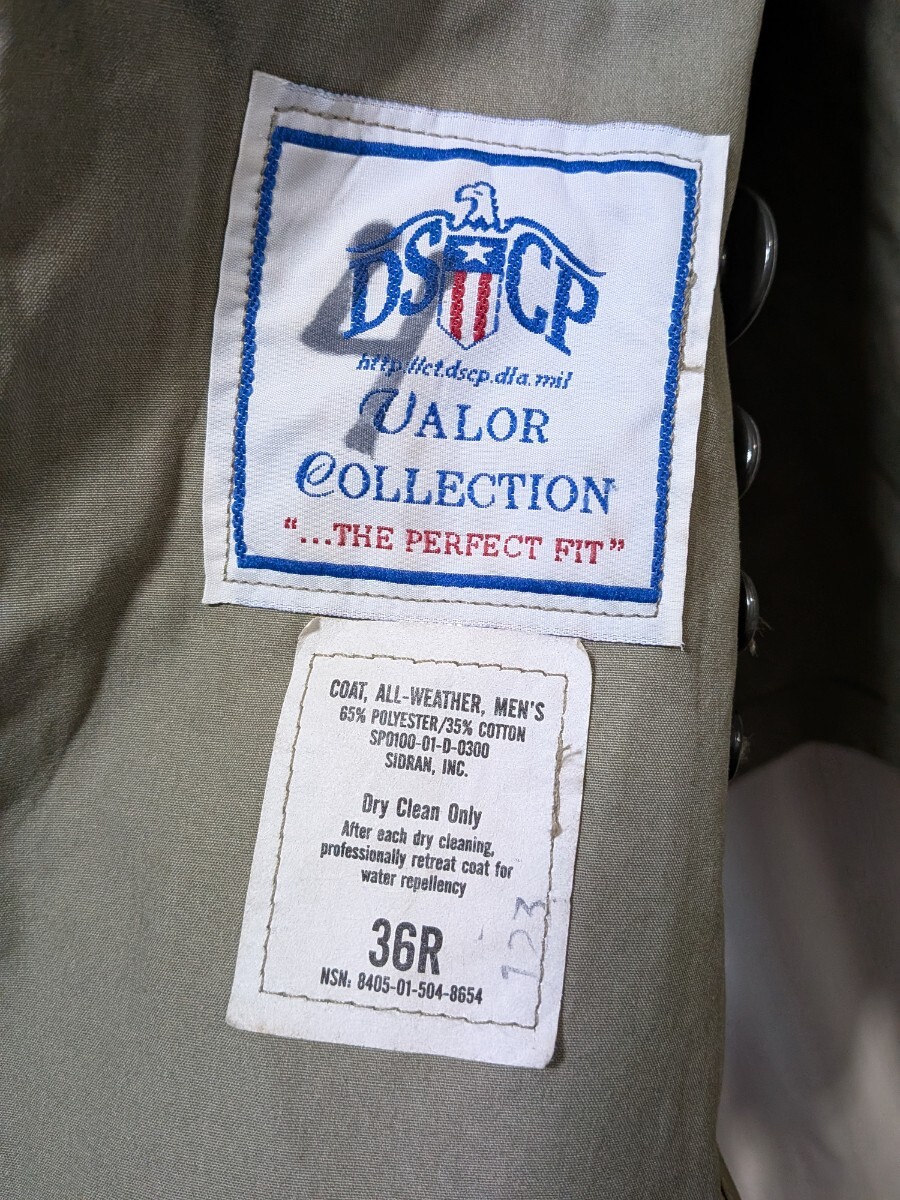 DSCP
http://ct.dscp.dla.mil
VALOR
COLLECTION
"...THE PERFECT FIT"
COAT, ALL-WEATHER, MEN'S
65% POLYESTER/35% COTTON
SP0100-01-D-0300
SIDRAN, INC.
Dry Clean Only
After each dry cleaning,
professionally retreat coat for
water repellency
36R
NSN: 8405-01-504-8654
123